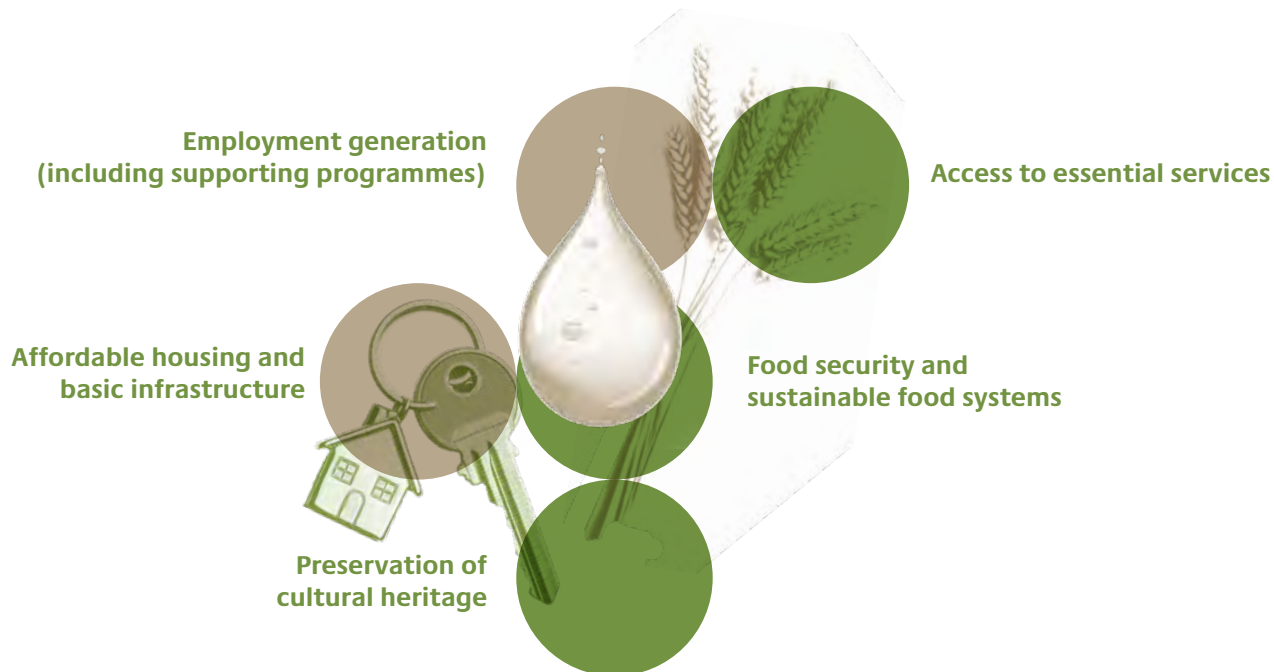 Employment generation
(including supporting programmes)
Access to essential services
Affordable housing and
basic infrastructure
Food security and
sustainable food systems
Preservation of
cultural heritage